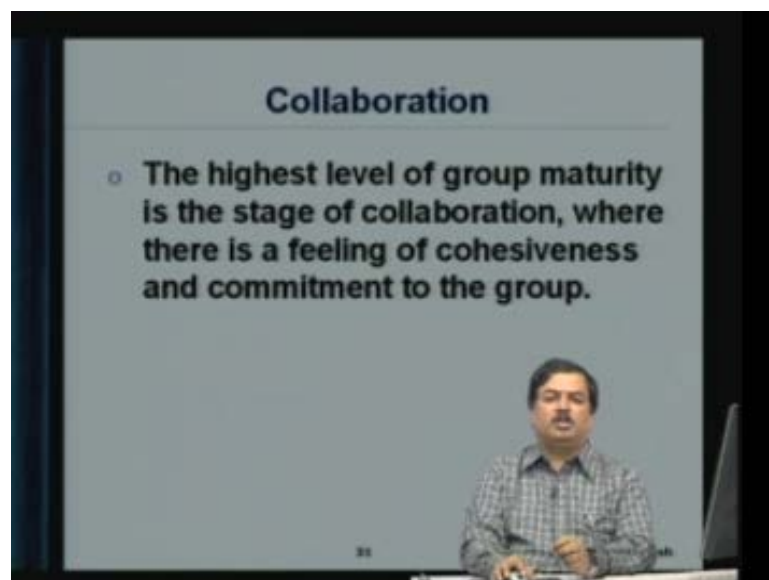 Collaboration
The highest level of group maturity
is the stage of collaboration, where
there is a feeling of cohesiveness
and commitment to the group.
31